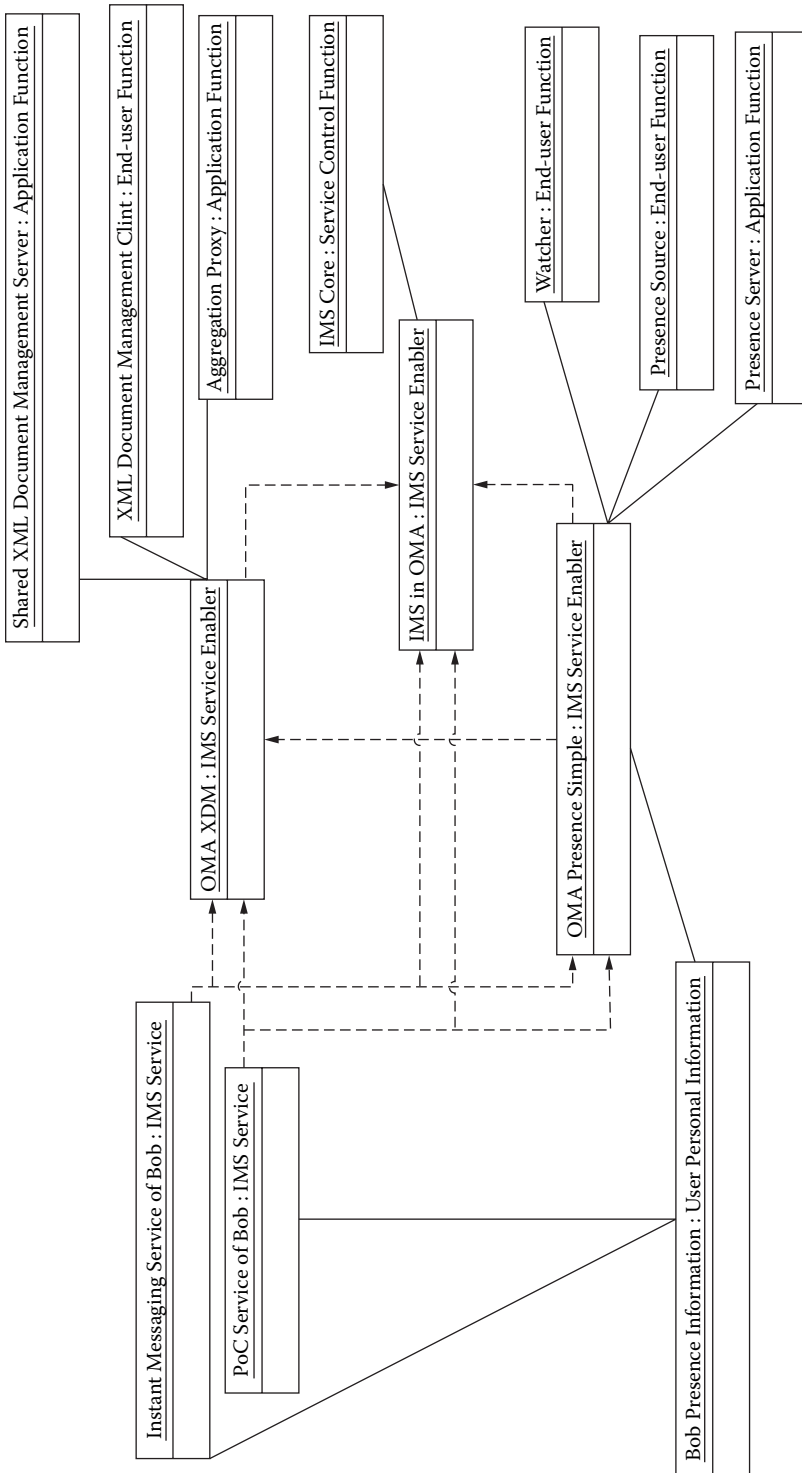 Shared XML Document Management Server : Application Function
XML Document Management Clint : End-user Function
Aggregation Proxy : Application Function
IMS Core : Service Control Function
Watcher : End-user Function
Presence Source : End-user Function
Presence Server : Application Function
OMA XDM : IMS Service Enabler
IMS in OMA : IMS Service Enabler
OMA Presence Simple : IMS Service Enabler
Instant Messaging Service of Bob : IMS Service
PoC Service of Bob : IMS Service
Bob Presence Information : User Personal Information